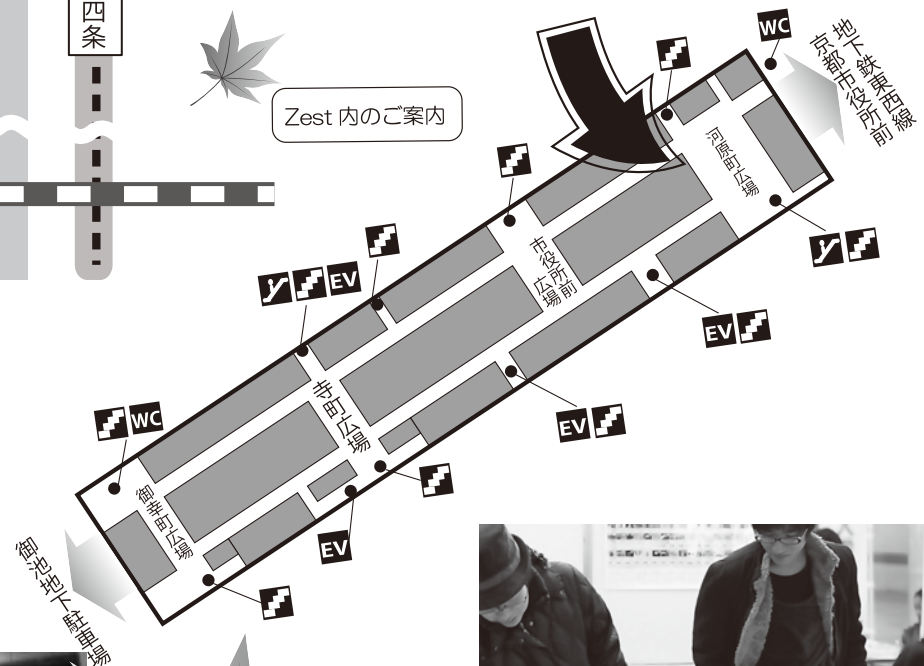 四条
Zest 内のご案内
WC
地下鉄東西線
京都市役所前
河原町広場
市役所前
広場
EV
EV
寺町広場
WC
EV
御幸町広場
EV
御池地下駐車場